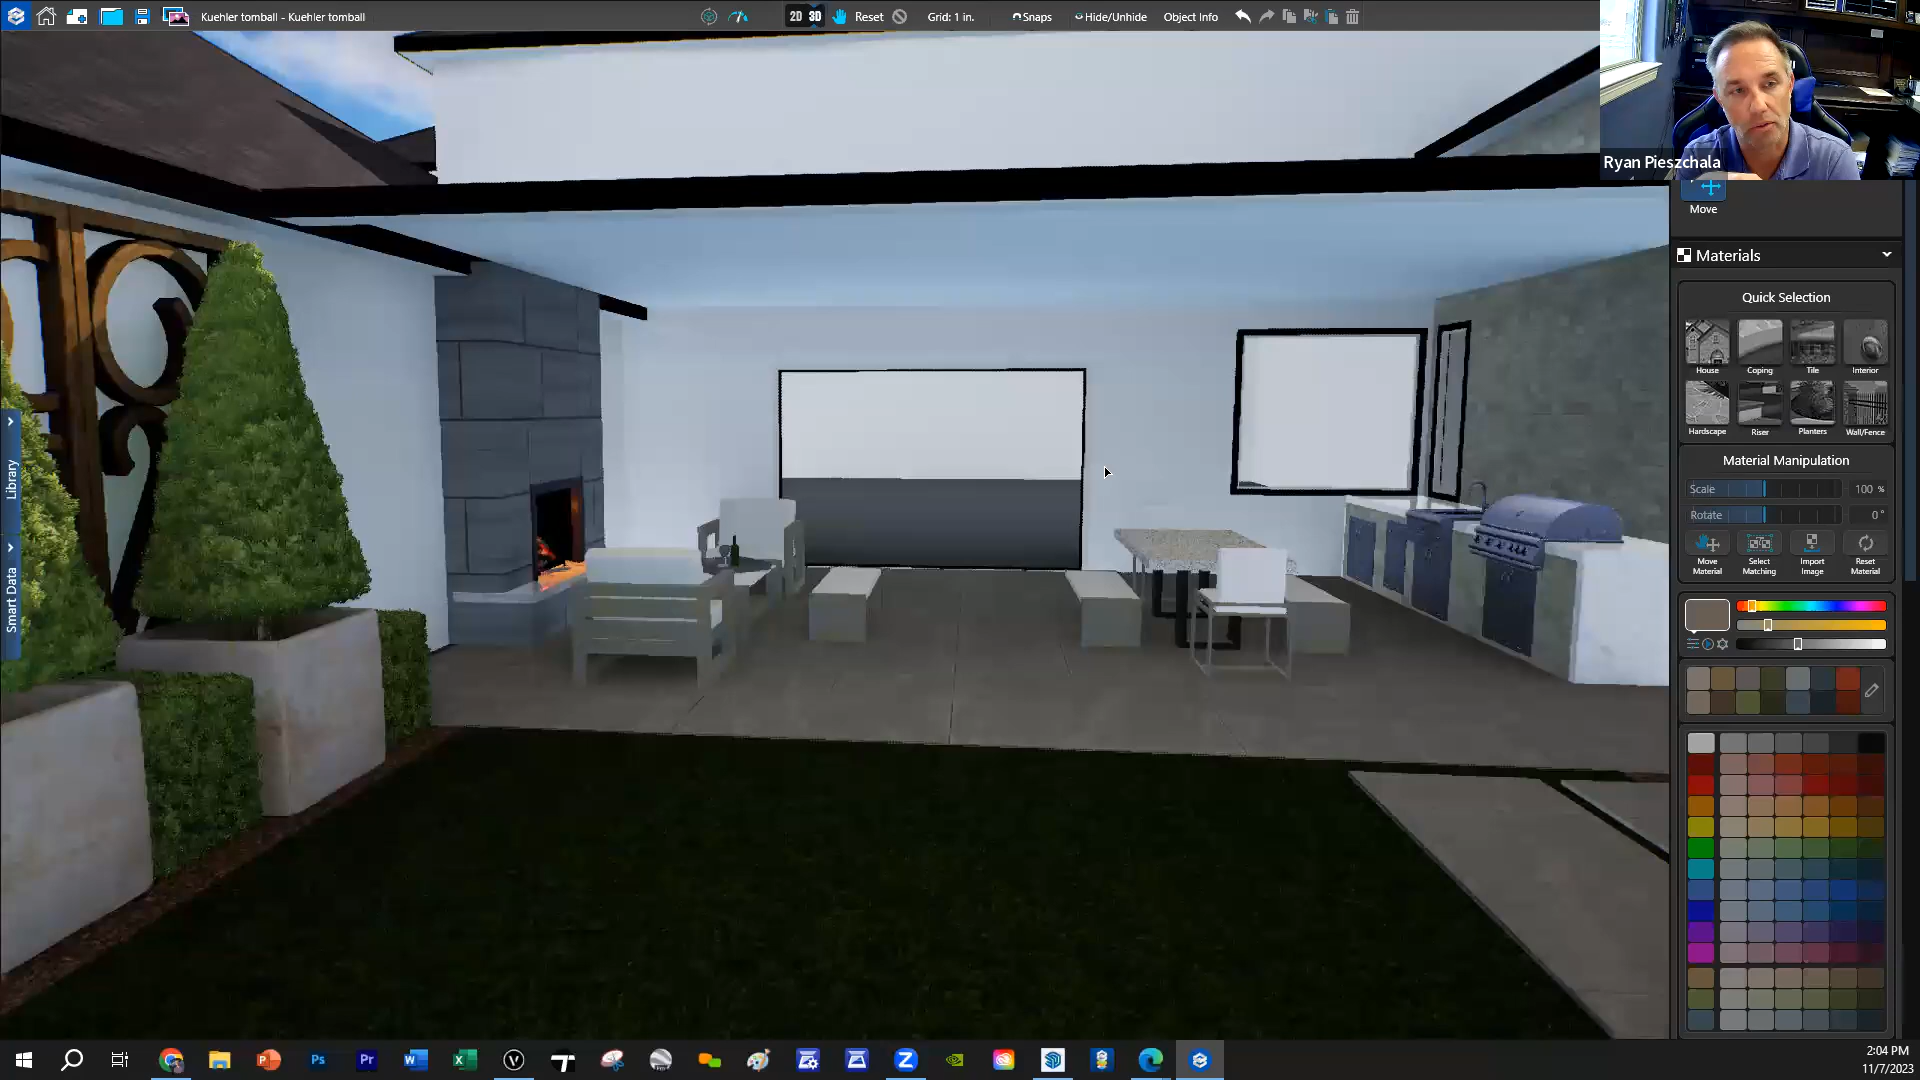 Kuehler tomball - Kuehler tomball
2D 3D Reset Grid: 1 in. Snaps Hide/Unhide Object Info
Ryan Pieszchala
Move
Materials
Quick Selection
House Coping Tile Interior
Hardscape Riser Planters Wall/Fence
Material Manipulation
Scale 100 %
Rotate 0°
Move Material Select Matching Import Image Reset Material
Library
Smart Data
2:04 PM
11/7/2023